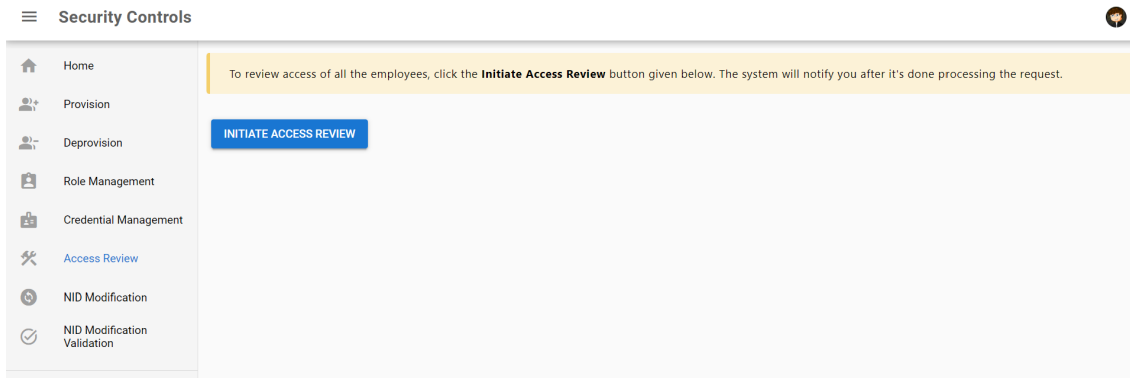 Security Controls
Home
Provision
Deprovision
Role Management
Credential Management
Access Review
NID Modification
NID Modification
Validation
To review access of all the employees, click the Initiate Access Review button given below. The system will notify you after it's done processing the request.
INITIATE ACCESS REVIEW